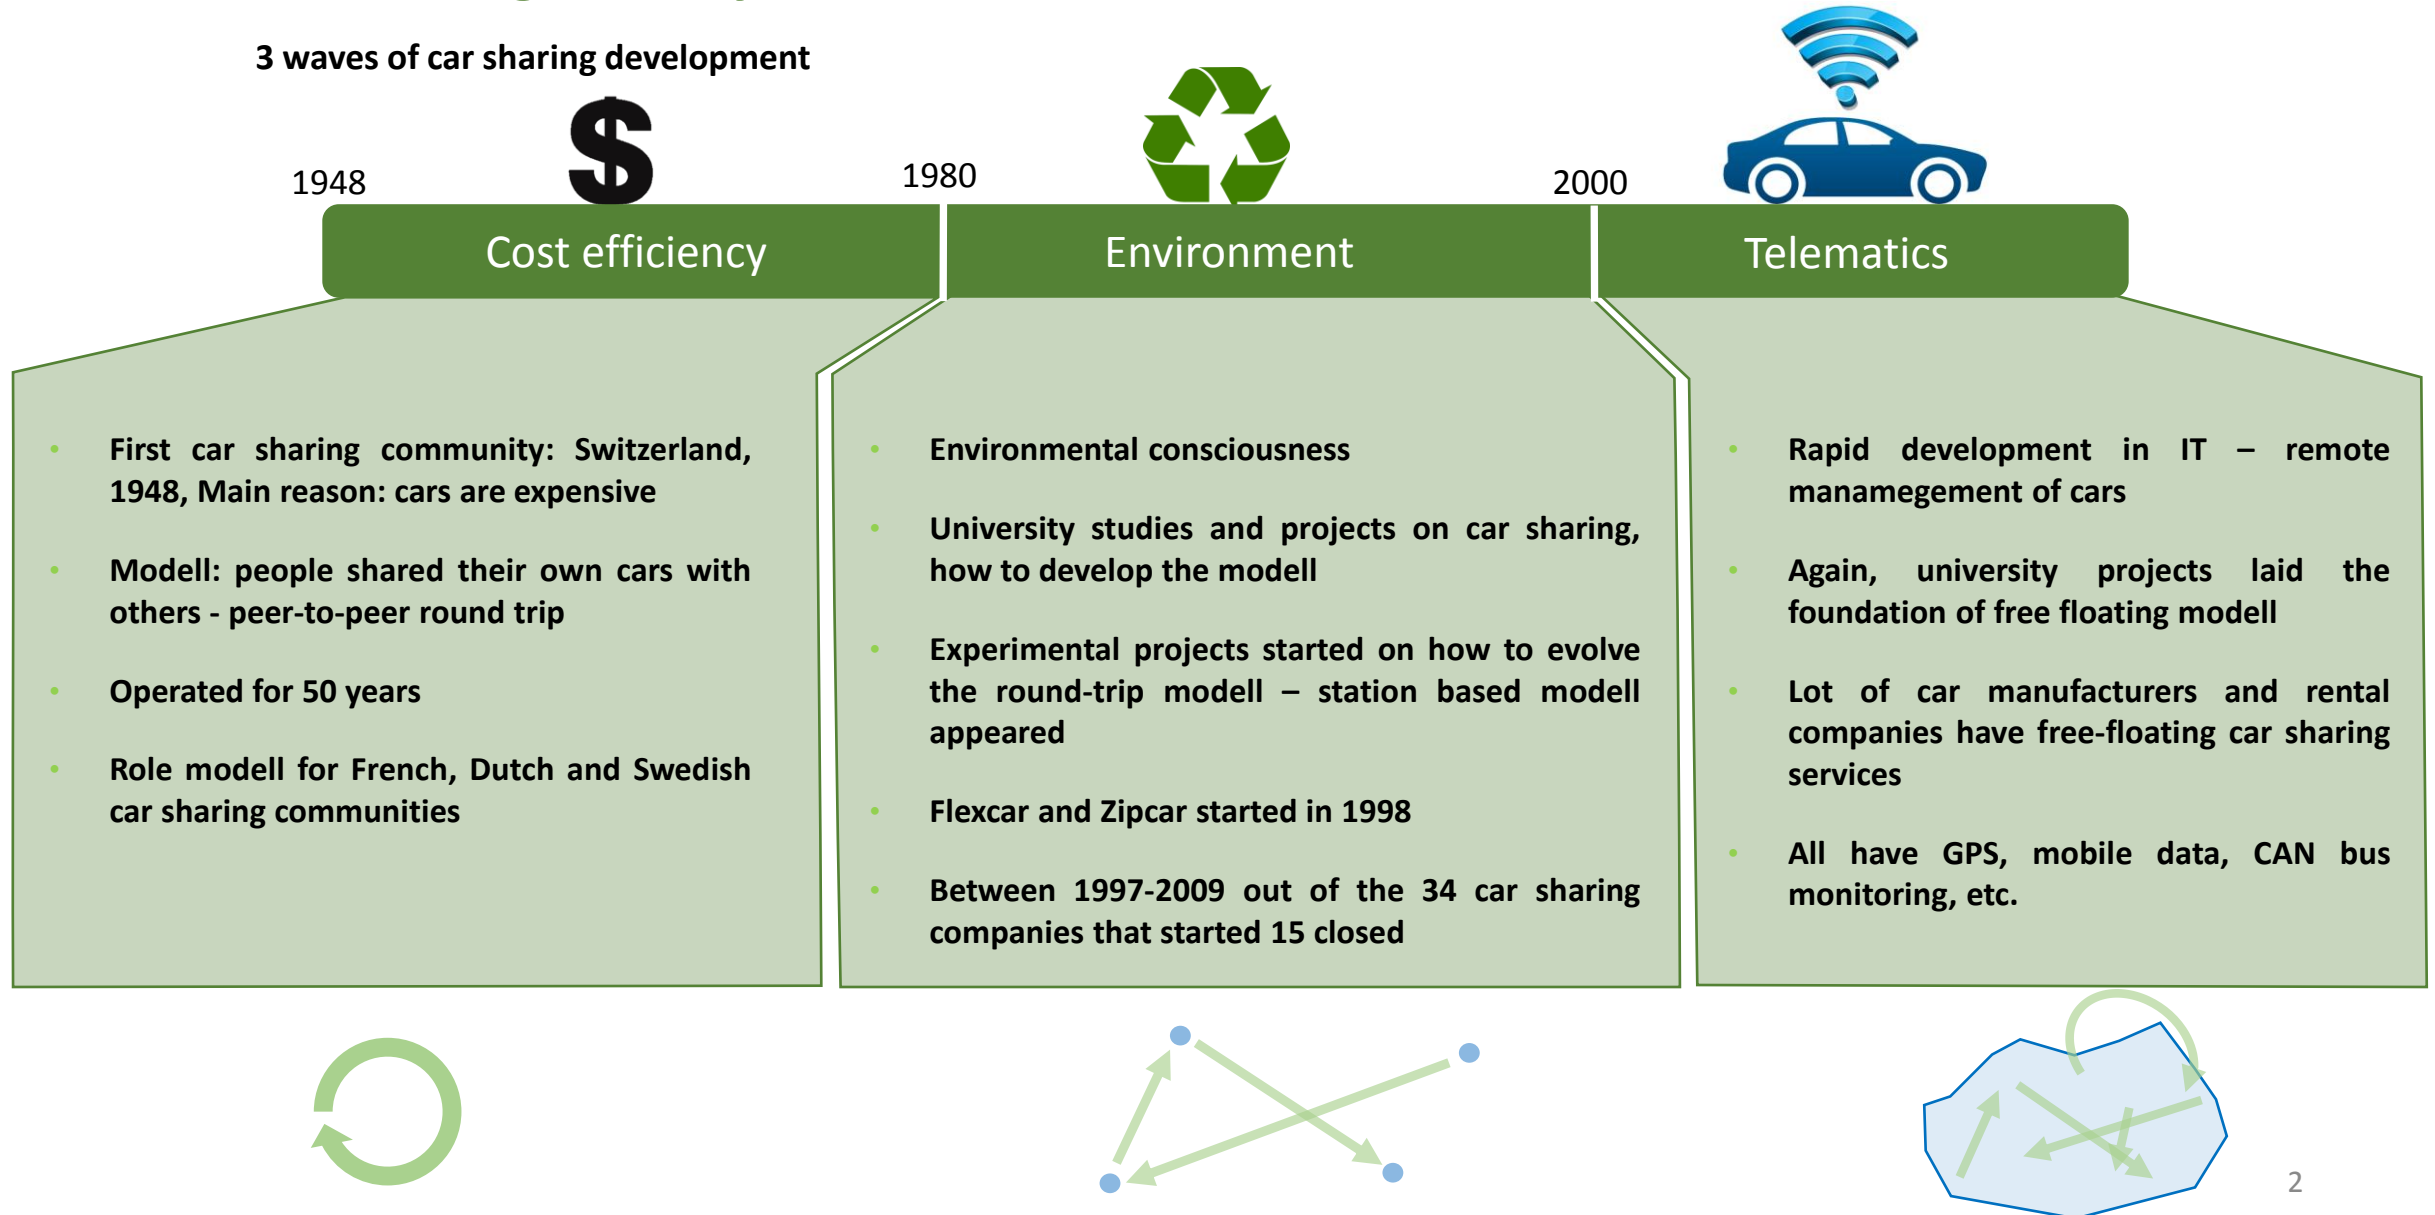 3 waves of car sharing development
1948
1980
2000
Cost efficiency
Environment
Telematics
• First car sharing community: Switzerland,
1948, Main reason: cars are expensive
• Modell: people shared their own cars with
others - peer-to-peer round trip
• Operated for 50 years
• Role modell for French, Dutch and Swedish
car sharing communities
• Environmental consciousness
• University studies and projects on car sharing,
how to develop the modell
• Experimental projects started on how to evolve
the round-trip modell – station based modell
appeared
• Flexcar and Zipcar started in 1998
• Between 1997-2009 out of the 34 car sharing
companies that started 15 closed
• Rapid development in IT – remote
manamegement of cars
• Again, university projects laid the
foundation of free floating modell
• Lot of car manufacturers and rental
companies have free-floating car sharing
services
• All have GPS, mobile data, CAN bus
monitoring, etc.
2